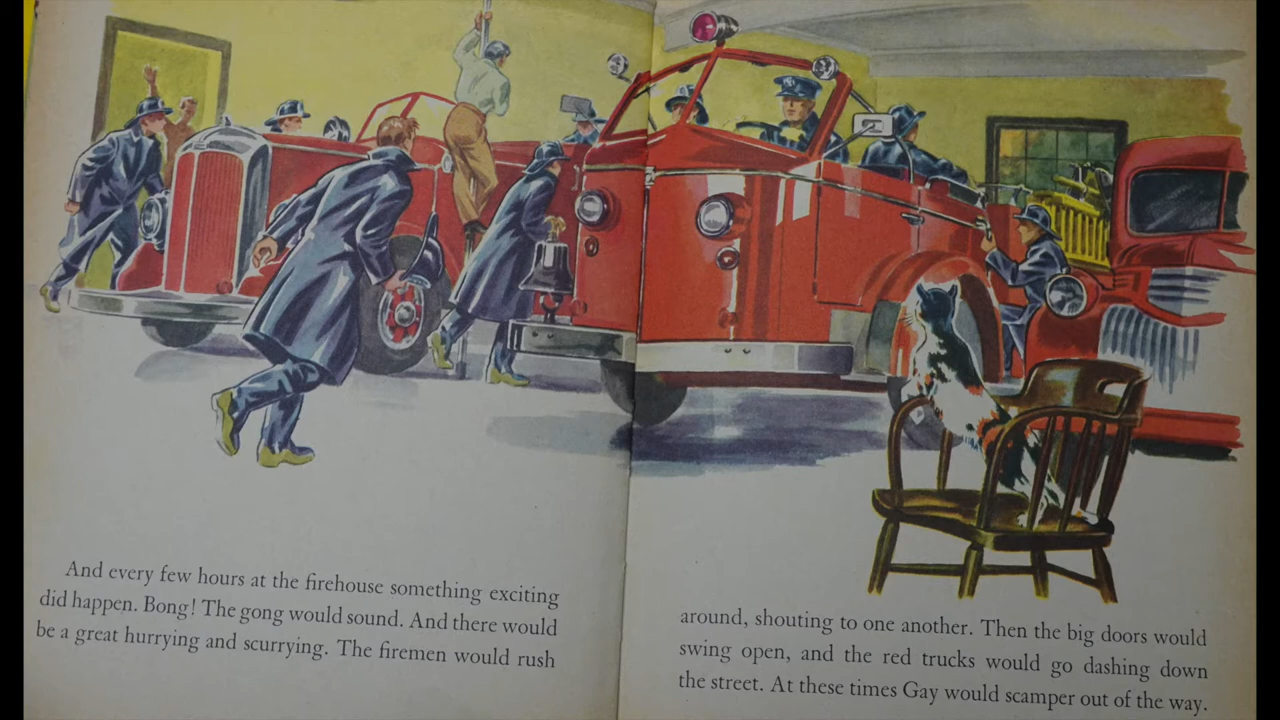 And every few hours at the firehouse something exciting
did happen. Bong! The gong would sound. And there would
be a great hurrying and scurrying. The firemen would rush
around, shouting to one another. Then the big doors would
swing open, and the red trucks would go dashing down
the street. At these times Gay would scamper out of the way.